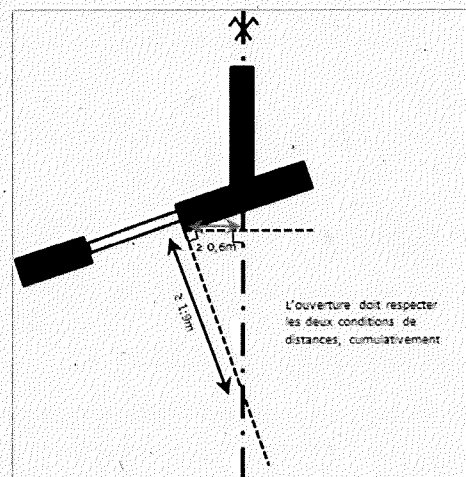 ≥ 0,6m
≥ 1.9m
L'ouverture doit respecter
les deux conditions de
distances, cumulativement